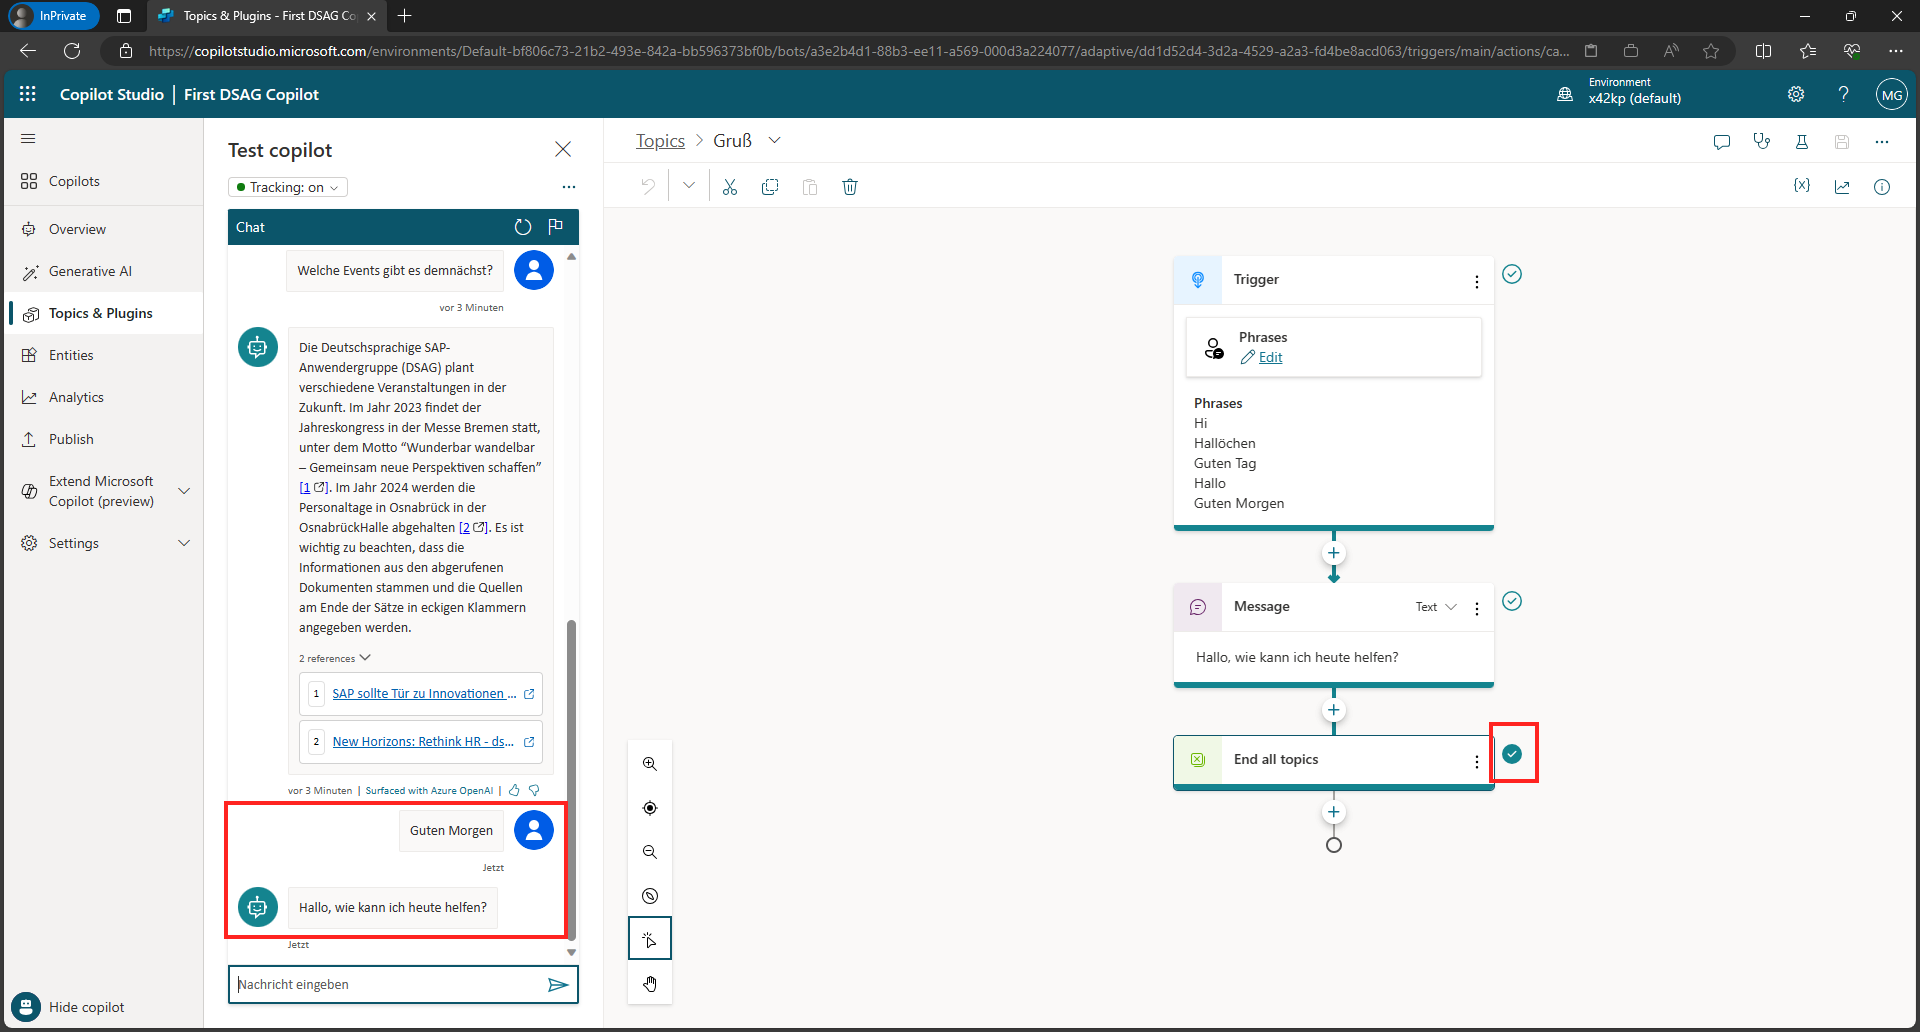 InPrivate
Topics & Plugins - First DSAG Co
https://copilotstudio.microsoft.com/environments/Default-bf806c73-21b2-493e-842a-bb596373bf0b/bots/a3e2b4d1-88b3-ee11-a569-000d3a224077/adaptive/dd1d52d4-3d2a-4529-a2a3-fd4be8acd063/triggers/main/actions/ca...
Copilot Studio | First DSAG Copilot
Environment
x42kp (default)
?
MG
Copilots
Overview
Generative AI
Topics & Plugins
Entities
Analytics
Publish
Extend Microsoft
Copilot (preview)
Settings
Hide copilot
Test copilot
Tracking: on
Chat
Welche Events gibt es demnächst?
vor 3 Minuten
Die Deutschsprachige SAP-
Anwendergruppe (DSAG) plant
verschiedene Veranstaltungen in der
Zukunft. Im Jahr 2023 findet der
Jahreskongress in der Messe Bremen statt,
unter dem Motto “Wunderbar wandelbar
– Gemeinsam neue Perspektiven schaffen”
[1]. Im Jahr 2024 werden die
Personaltage in Osnabrück in der
OsnabrückHalle abgehalten [2]. Es ist
wichtig zu beachten, dass die
Informationen aus den abgerufenen
Dokumenten stammen und die Quellen
am Ende der Sätze in eckigen Klammern
angegeben werden.
2 references
1 SAP sollte Tür zu Innovationen ...
2 New Horizons: Rethink HR - ds...
vor 3 Minuten | Surfaced with Azure OpenAI |
Guten Morgen
Jetzt
Hallo, wie kann ich heute helfen?
Jetzt
Nachricht eingeben
Topics > Gruß
{x}
Trigger
Phrases
Edit
Phrases
Hi
Hallöchen
Guten Tag
Hallo
Guten Morgen
Message
Text
Hallo, wie kann ich heute helfen?
End all topics